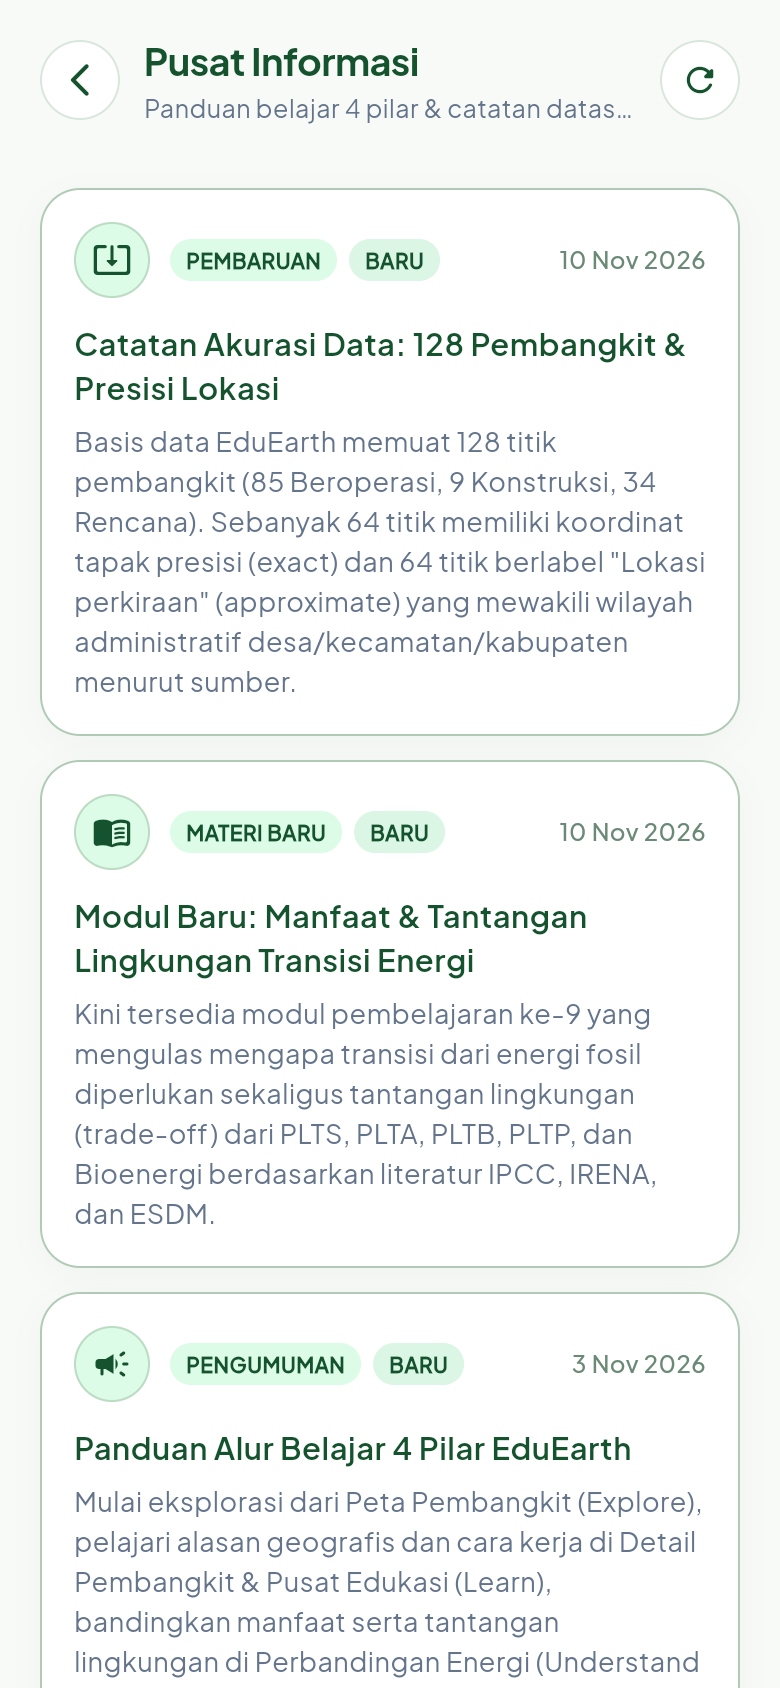 Pusat Informasi
Panduan belajar 4 pilar & catatan datas...
PEMBARUAN
BARU
10 Nov 2026
Catatan Akurasi Data: 128 Pembangkit &
Presisi Lokasi
Basis data EduEarth memuat 128 titik
pembangkit (85 Beroperasi, 9 Konstruksi, 34
Rencana). Sebanyak 64 titik memiliki koordinat
tapak presisi (exact) dan 64 titik berlabel "Lokasi
perkiraan" (approximate) yang mewakili wilayah
administratif desa/kecamatan/kabupaten
menurut sumber.
MATERI BARU
BARU
10 Nov 2026
Modul Baru: Manfaat & Tantangan
Lingkungan Transisi Energi
Kini tersedia modul pembelajaran ke-9 yang
mengulas mengapa transisi dari energi fosil
diperlukan sekaligus tantangan lingkungan
(trade-off) dari PLTS, PLTA, PLTB, PLTP, dan
Bioenergi berdasarkan literatur IPCC, IRENA,
dan ESDM.
PENGUMUMAN
BARU
3 Nov 2026
Panduan Alur Belajar 4 Pilar EduEarth
Mulai eksplorasi dari Peta Pembangkit (Explore),
pelajari alasan geografis dan cara kerja di Detail
Pembangkit & Pusat Edukasi (Learn),
bandingkan manfaat serta tantangan
lingkungan di Perbandingan Energi (Understand